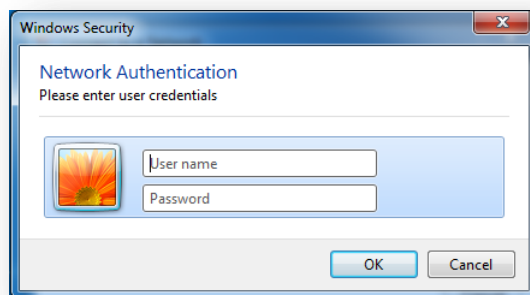 Windows Security
Network Authentication
Please enter user credentials
User name
Password
OK
Cancel